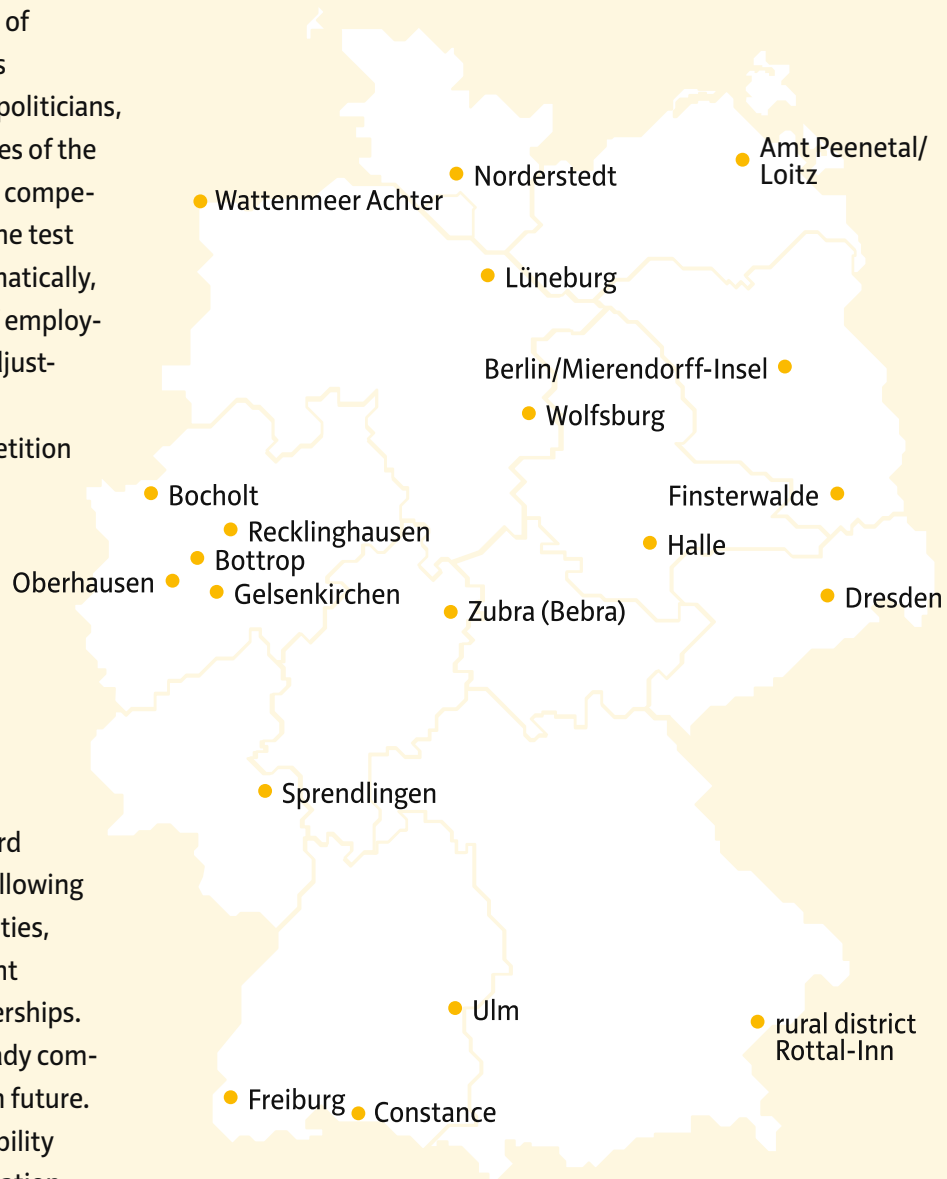 of
s
politicians,
es of the
compe-
ne test
natically,
employ-
djust-
etition
rd
llowing
ties,
nt
erships.
ady com-
n future.
bility
Norderstedt
Amt Peenetal/
Loitz
Wattenmeer Achter
Lüneburg
Berlin/Mierendorff-Insel
Wolfsburg
Bocholt
Finsterwalde
Recklinghausen
Halle
Bottrop
Oberhausen
Gelsenkirchen
Dresden
Zubra (Bebra)
Sprendlingen
Ulm
rural district
Rottal-Inn
Freiburg
Constance